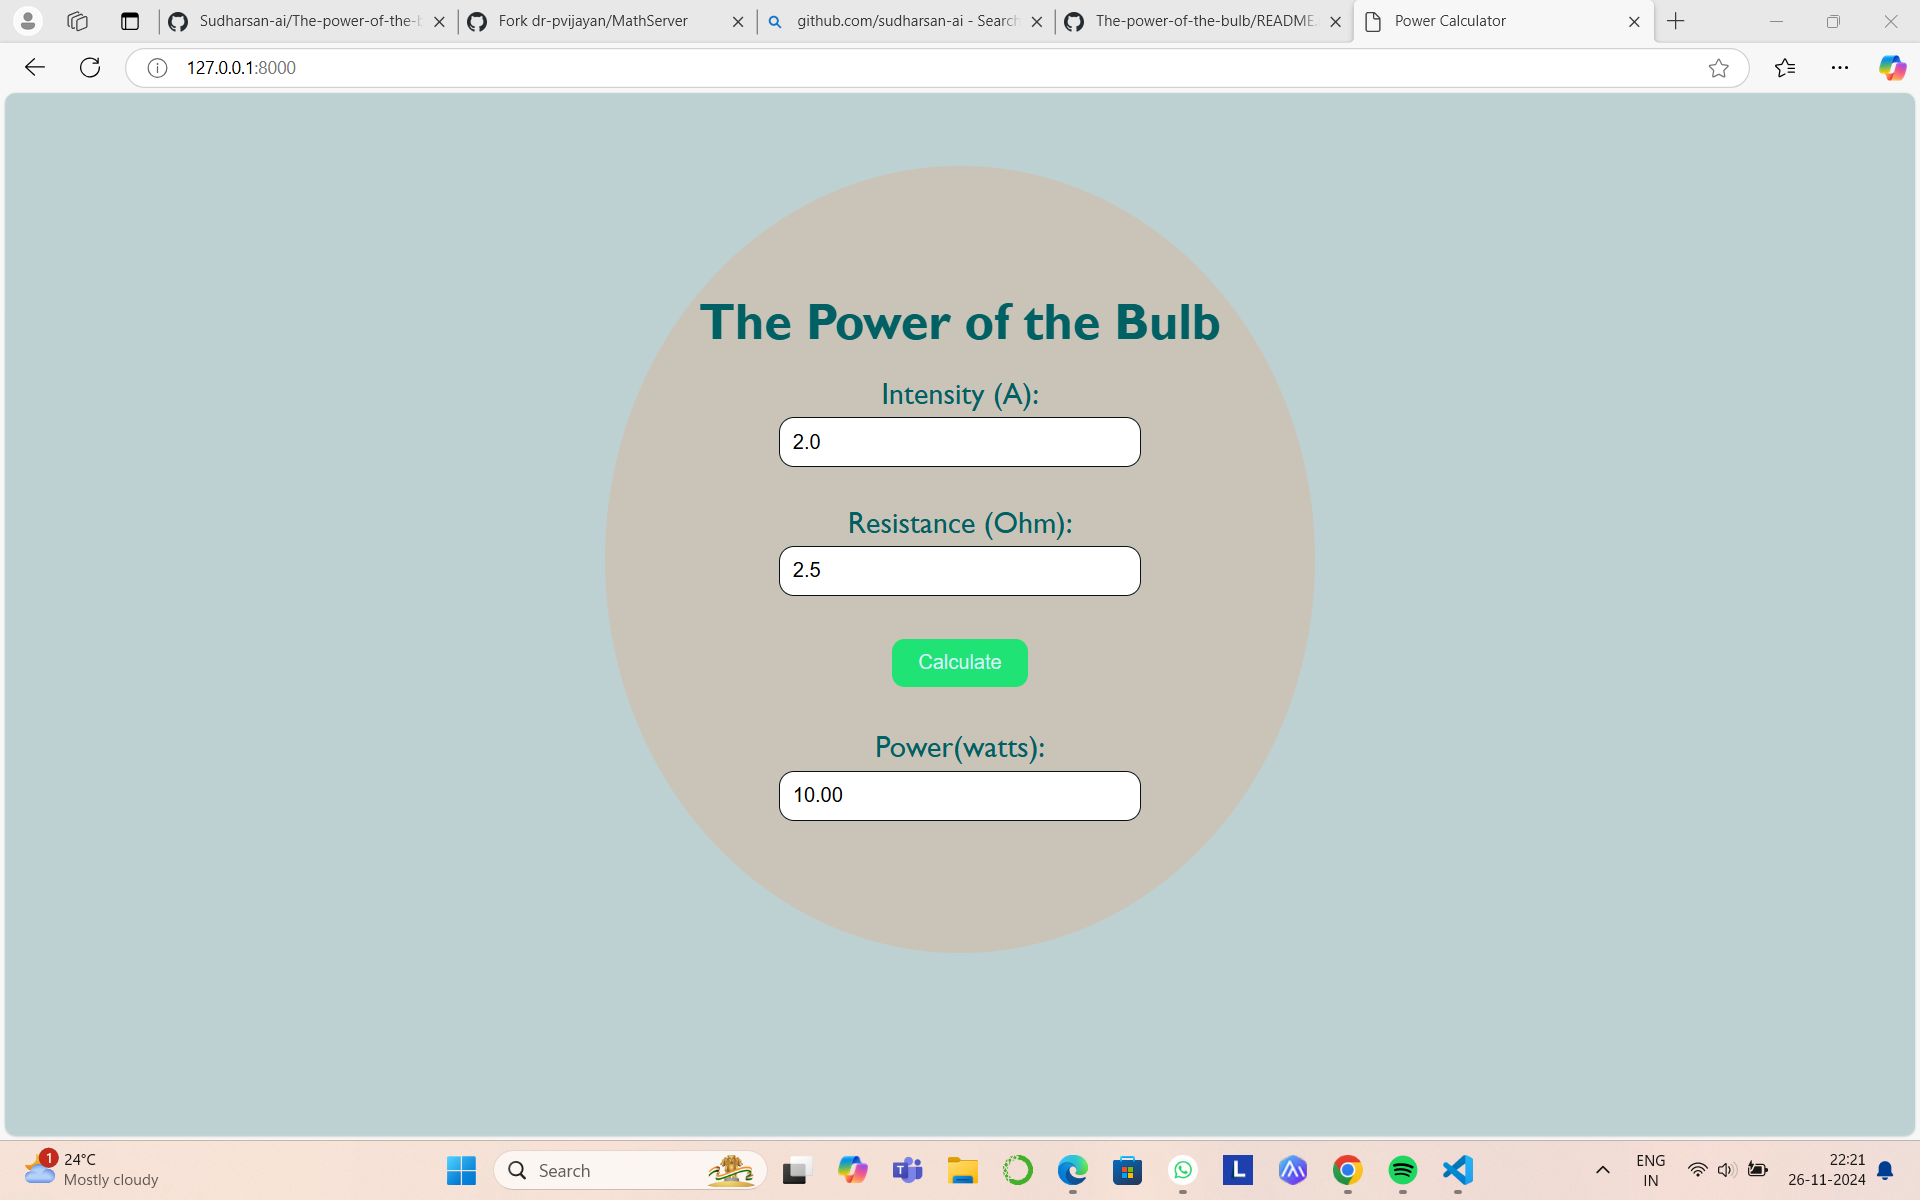 Sudharsan-ai/The-power-of-the-b
Fork dr-pvijayan/MathServer
github.com/sudharsan-ai - Search
The-power-of-the-bulb/README.
Power Calculator
127.0.0.1:8000
The Power of the Bulb
Intensity (A):
2.0
Resistance (Ohm):
2.5
Calculate
Power(watts):
10.00
1
24°C
Mostly cloudy
Search
T
L
ENG
IN
22:21
26-11-2024